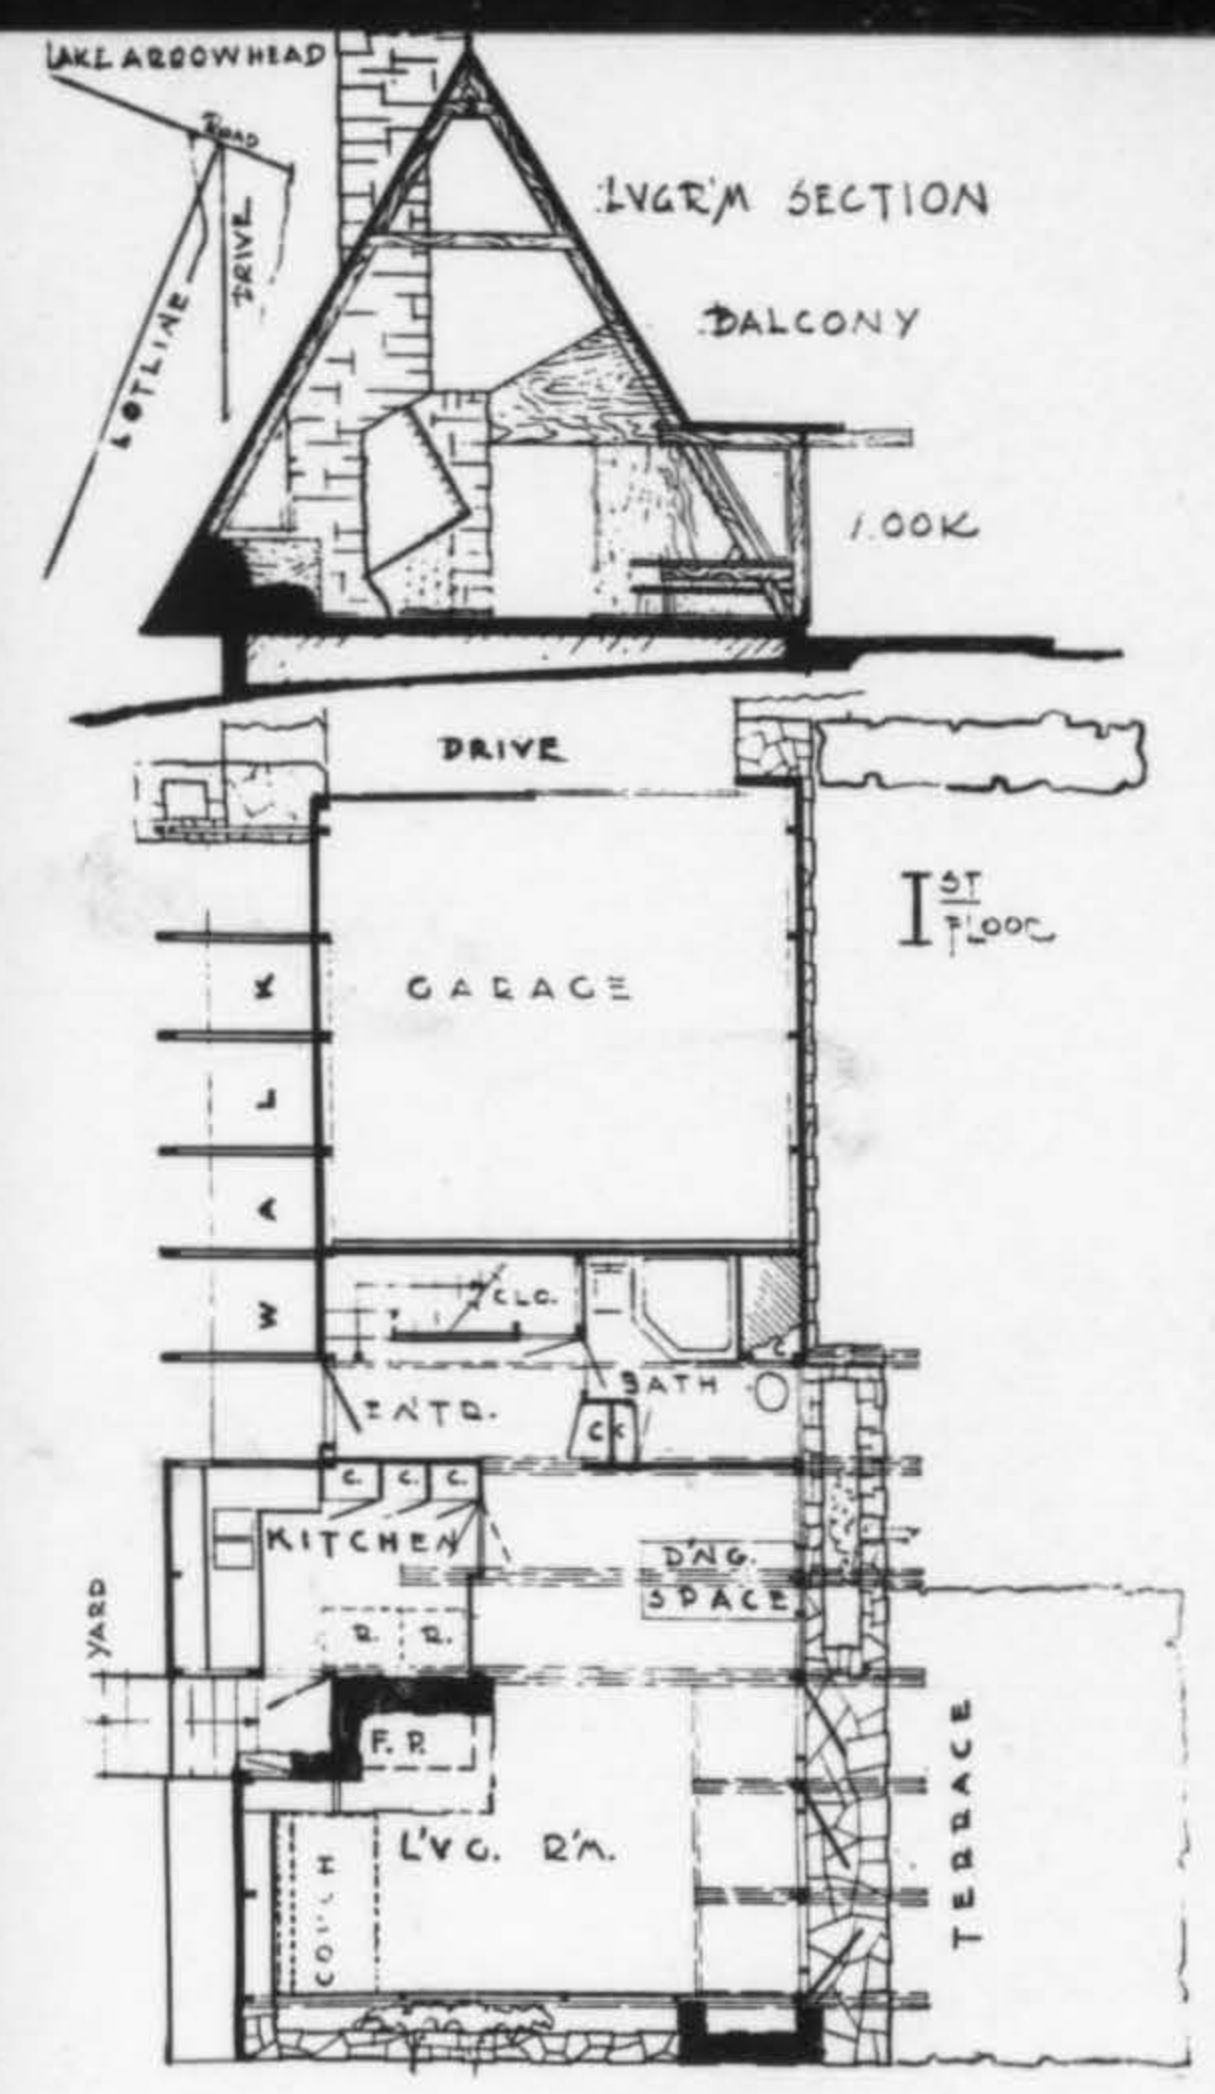 LAKE ARROWHEAD
ROAD
DRIVE
LOTLINE
LVGR'M SECTION
BALCONY
LOOK
DRIVE
1ST
FLOOR
GARAGE
WALK
CLO.
BATH
C
ENTR.
C
C. C. C.
KITCHEN
D'NG.
SPACE
R. R.
YARD
F. P.
L'VG. R'M.
COUCH
TERRACE